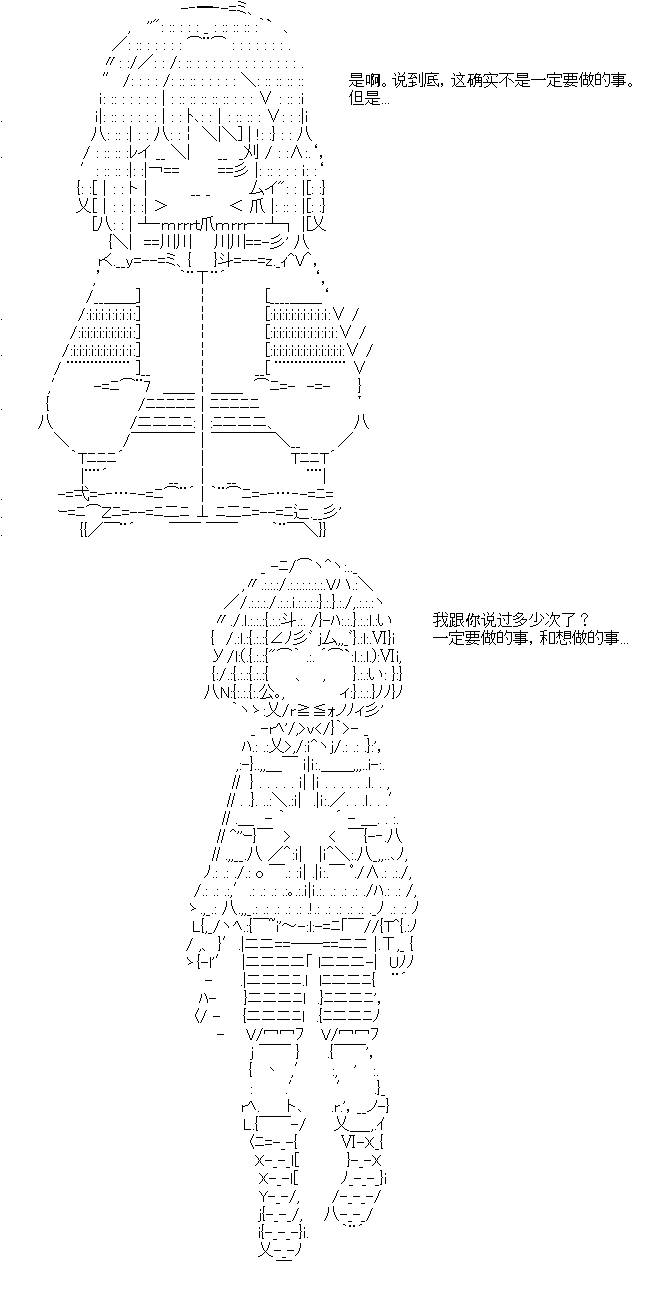 是啊。说到底，这确实不是一定要做的事。
但是...
我跟你说过多少次了？
一定要做的事，和想做的事...